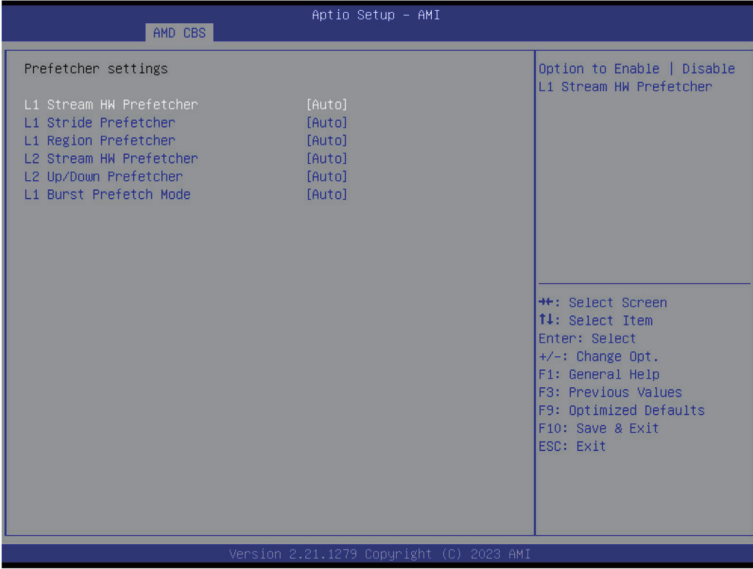 Aptio Setup - AMI
AMD CBS
Prefetcher settings
L1 Stream HW Prefetcher [Auto]
L1 Stride Prefetcher [Auto]
L1 Region Prefetcher [Auto]
L2 Stream HW Prefetcher [Auto]
L2 Up/Down Prefetcher [Auto]
L1 Burst Prefetch Mode [Auto]
Option to Enable | Disable
L1 Stream HW Prefetcher
→←: Select Screen
↑↓: Select Item
Enter: Select
+/-: Change Opt.
F1: General Help
F3: Previous Values
F9: Optimized Defaults
F10: Save & Exit
ESC: Exit
Version 2.21.1279 Copyright (C) 2023 AMI